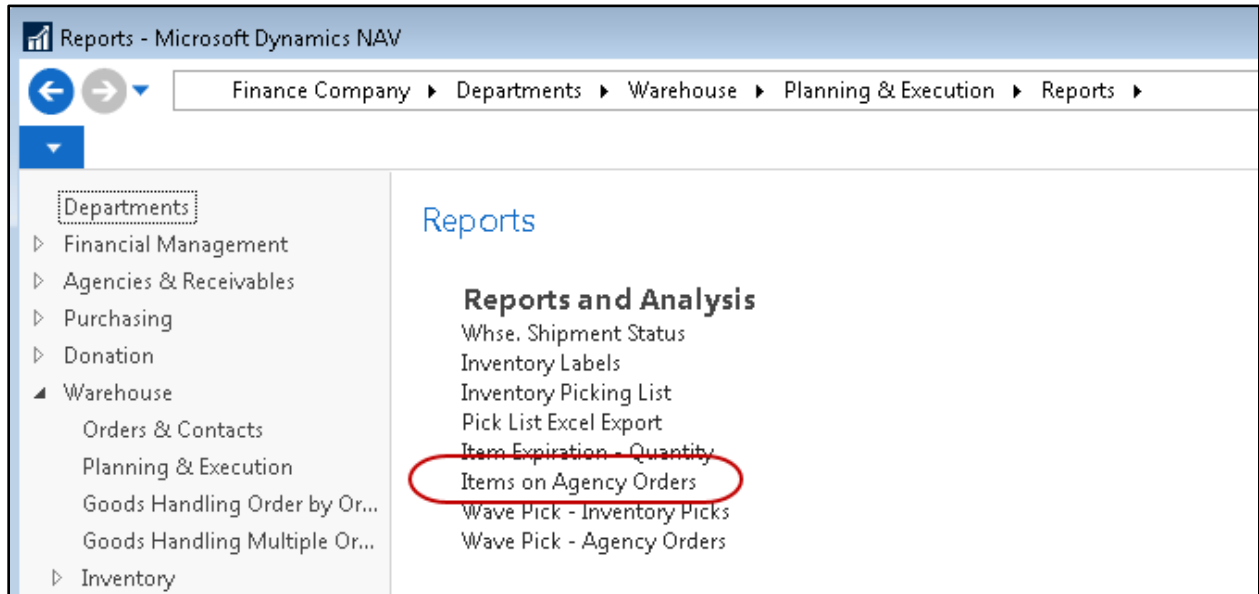 Reports - Microsoft Dynamics NAV
Finance Company ▸ Departments ▸ Warehouse ▸ Planning & Execution ▸ Reports ▸
Departments
Financial Management
Agencies & Receivables
Purchasing
Donation
Warehouse
Orders & Contacts
Planning & Execution
Goods Handling Order by Or...
Goods Handling Multiple Or...
Inventory
Reports
Reports and Analysis
Whse. Shipment Status
Inventory Labels
Inventory Picking List
Pick List Excel Export
Item Expiration - Quantity
Items on Agency Orders
Wave Pick - Inventory Picks
Wave Pick - Agency Orders